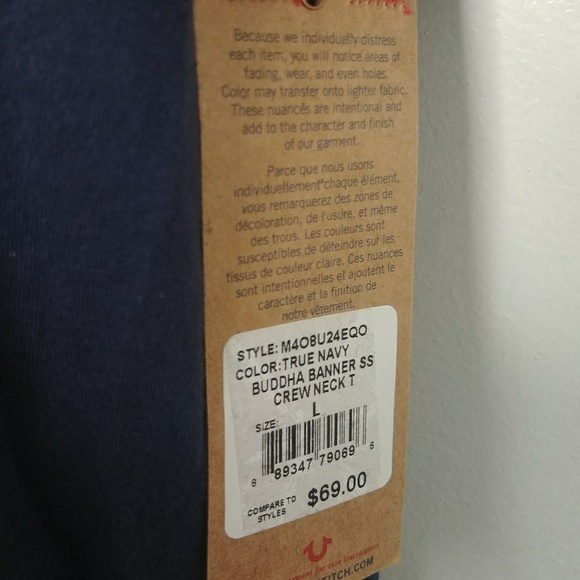 Because we individually distress
each item, you will notice areas of
fading, wear, and even holes.
Color may transfer onto lighter fabric.
These nuances are intentional and
add to the character and finish
of our garment.
Parce que nous usons
individuellement chaque élément,
vous remarquerez des zones de
décoloration, de l'usure, et même
des trous. Les couleurs sont
susceptibles de déteindre sur les
tissus de couleur claire. Ces nuances
sont intentionnelles et ajoutent le
caractère et la finition de
notre vêtement.
STYLE: M4O8U24EQO
COLOR:TRUE NAVY
BUDDHA BANNER SS
CREW NECK T
SIZE: L
8 89347 79069 6
COMPARE TO
STYLES $69.00
for care instructions
TITCH.COM